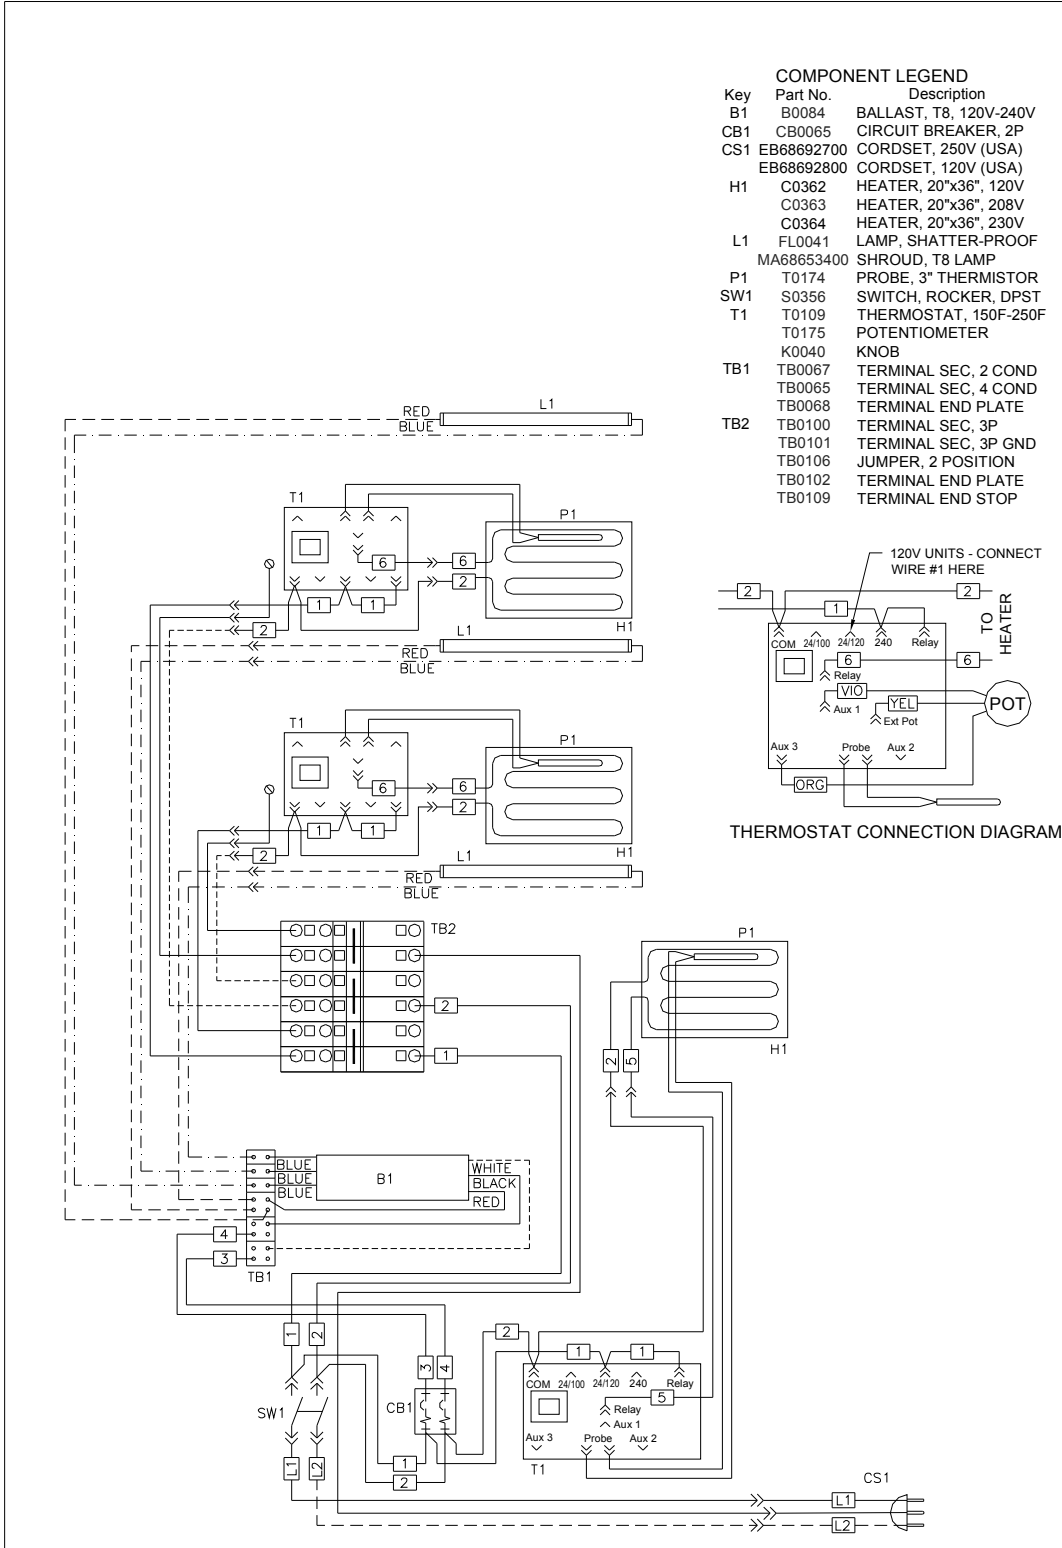 COMPONENT LEGEND
Key Part No. Description
B1 B0084 BALLAST, T8, 120V-240V
CB1 CB0065 CIRCUIT BREAKER, 2P
CS1 EB68692700 CORDSET, 250V (USA)
EB68692800 CORDSET, 120V (USA)
H1 C0362 HEATER, 20"x36", 120V
C0363 HEATER, 20"x36", 208V
C0364 HEATER, 20"x36", 230V
L1 FL0041 LAMP, SHATTER-PROOF
MA68653400 SHROUD, T8 LAMP
P1 T0174 PROBE, 3" THERMISTOR
SW1 S0356 SWITCH, ROCKER, DPST
T1 T0109 THERMOSTAT, 150F-250F
T0175 POTENTIOMETER
K0040 KNOB
TB1 TB0067 TERMINAL SEC, 2 COND
TB0065 TERMINAL SEC, 4 COND
TB0068 TERMINAL END PLATE
TB2 TB0100 TERMINAL SEC, 3P
TB0101 TERMINAL SEC, 3P GND
TB0106 JUMPER, 2 POSITION
TB0102 TERMINAL END PLATE
TB0109 TERMINAL END STOP
L1
RED
BLUE
T1
P1
6 6
2
1 1
2
H1
L1
RED
BLUE
120V UNITS - CONNECT
WIRE #1 HERE
2 2
1
TO
HEATER
COM 24/100 24/120 240 Relay
6 6
Relay
VIO
YEL
POT
Aux 1
Ext Pot
Aux 3 Probe Aux 2
ORG
THERMOSTAT CONNECTION DIAGRAM
T1
P1
6 6
2
1 1
2
H1
L1
RED
BLUE
TB2
2
1
P1
H1
2 5
BLUE
BLUE
BLUE
B1
WHITE
BLACK
RED
4
3
TB1
1 2
3 4
2
1 1
COM 24/100 24/120 240 Relay
5
Relay
Aux 1
Aux 3 Probe Aux 2
T1
SW1
CB1
1
2
L1 L2
CS1
L1
L2